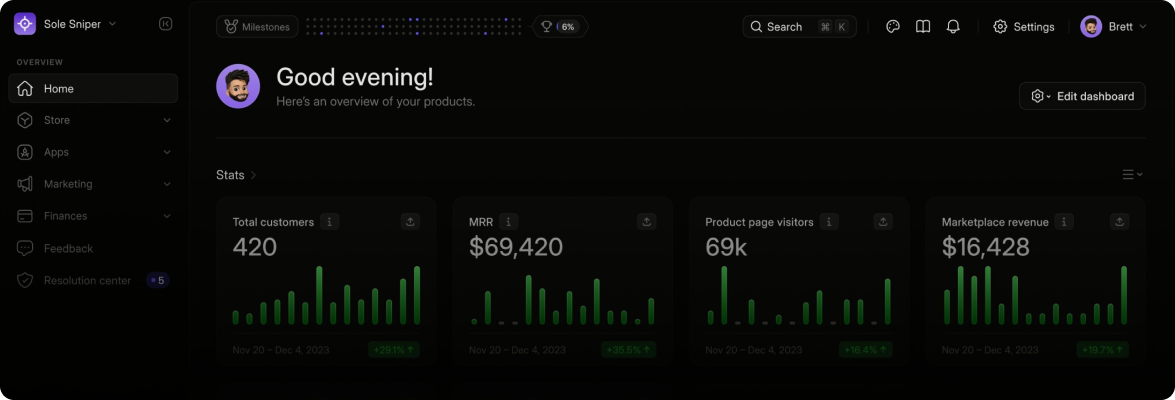 Sole Sniper
Milestones
6%
Search ⌘ K
Settings
Brett
OVERVIEW
Home
Store
Apps
Marketing
Finances
Feedback
Resolution center 5
Good evening!
Here's an overview of your products.
Edit dashboard
Stats
Total customers
420
Nov 20 – Dec 4, 2023 +29.1% ↑
MRR
$69,420
Nov 20 – Dec 4, 2023 +35.5% ↑
Product page visitors
69k
Nov 20 – Dec 4, 2023 +16.4% ↑
Marketplace revenue
$16,428
Nov 20 – Dec 4, 2023 +19.7% ↑